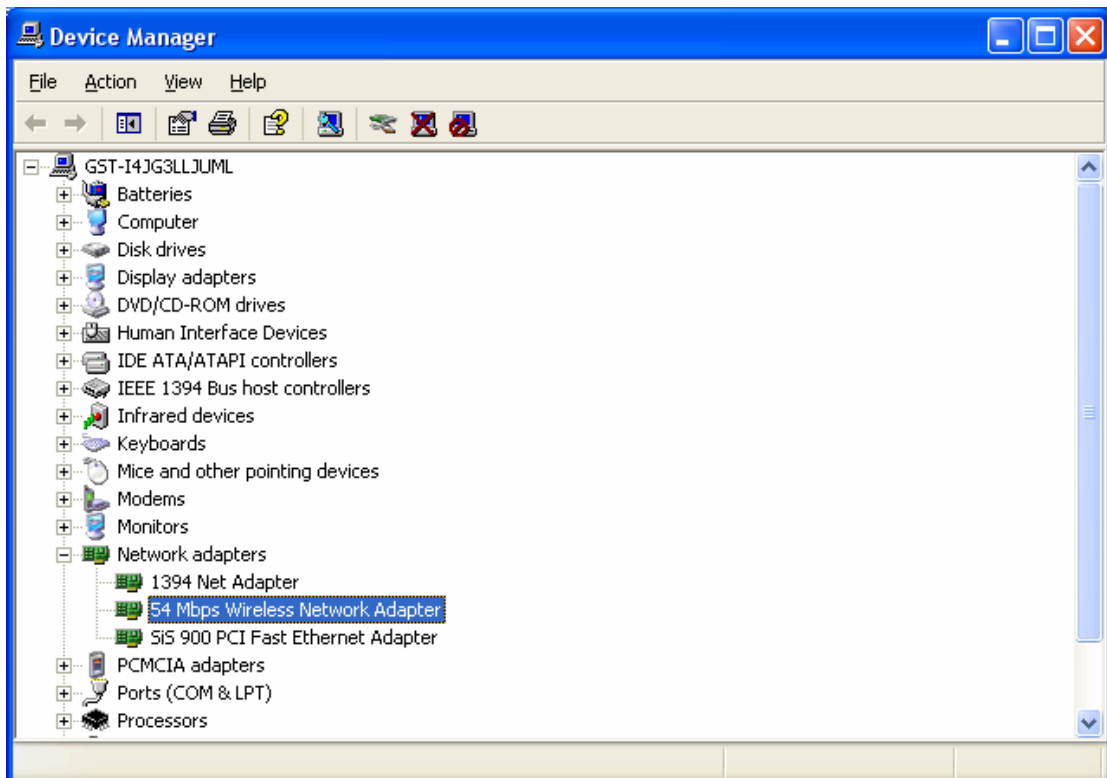 Device Manager
File Action View Help
GST-I4JG3LLJUML
Batteries
Computer
Disk drives
Display adapters
DVD/CD-ROM drives
Human Interface Devices
IDE ATA/ATAPI controllers
IEEE 1394 Bus host controllers
Infrared devices
Keyboards
Mice and other pointing devices
Modems
Monitors
Network adapters
1394 Net Adapter
54 Mbps Wireless Network Adapter
SiS 900 PCI Fast Ethernet Adapter
PCMCIA adapters
Ports (COM & LPT)
Processors